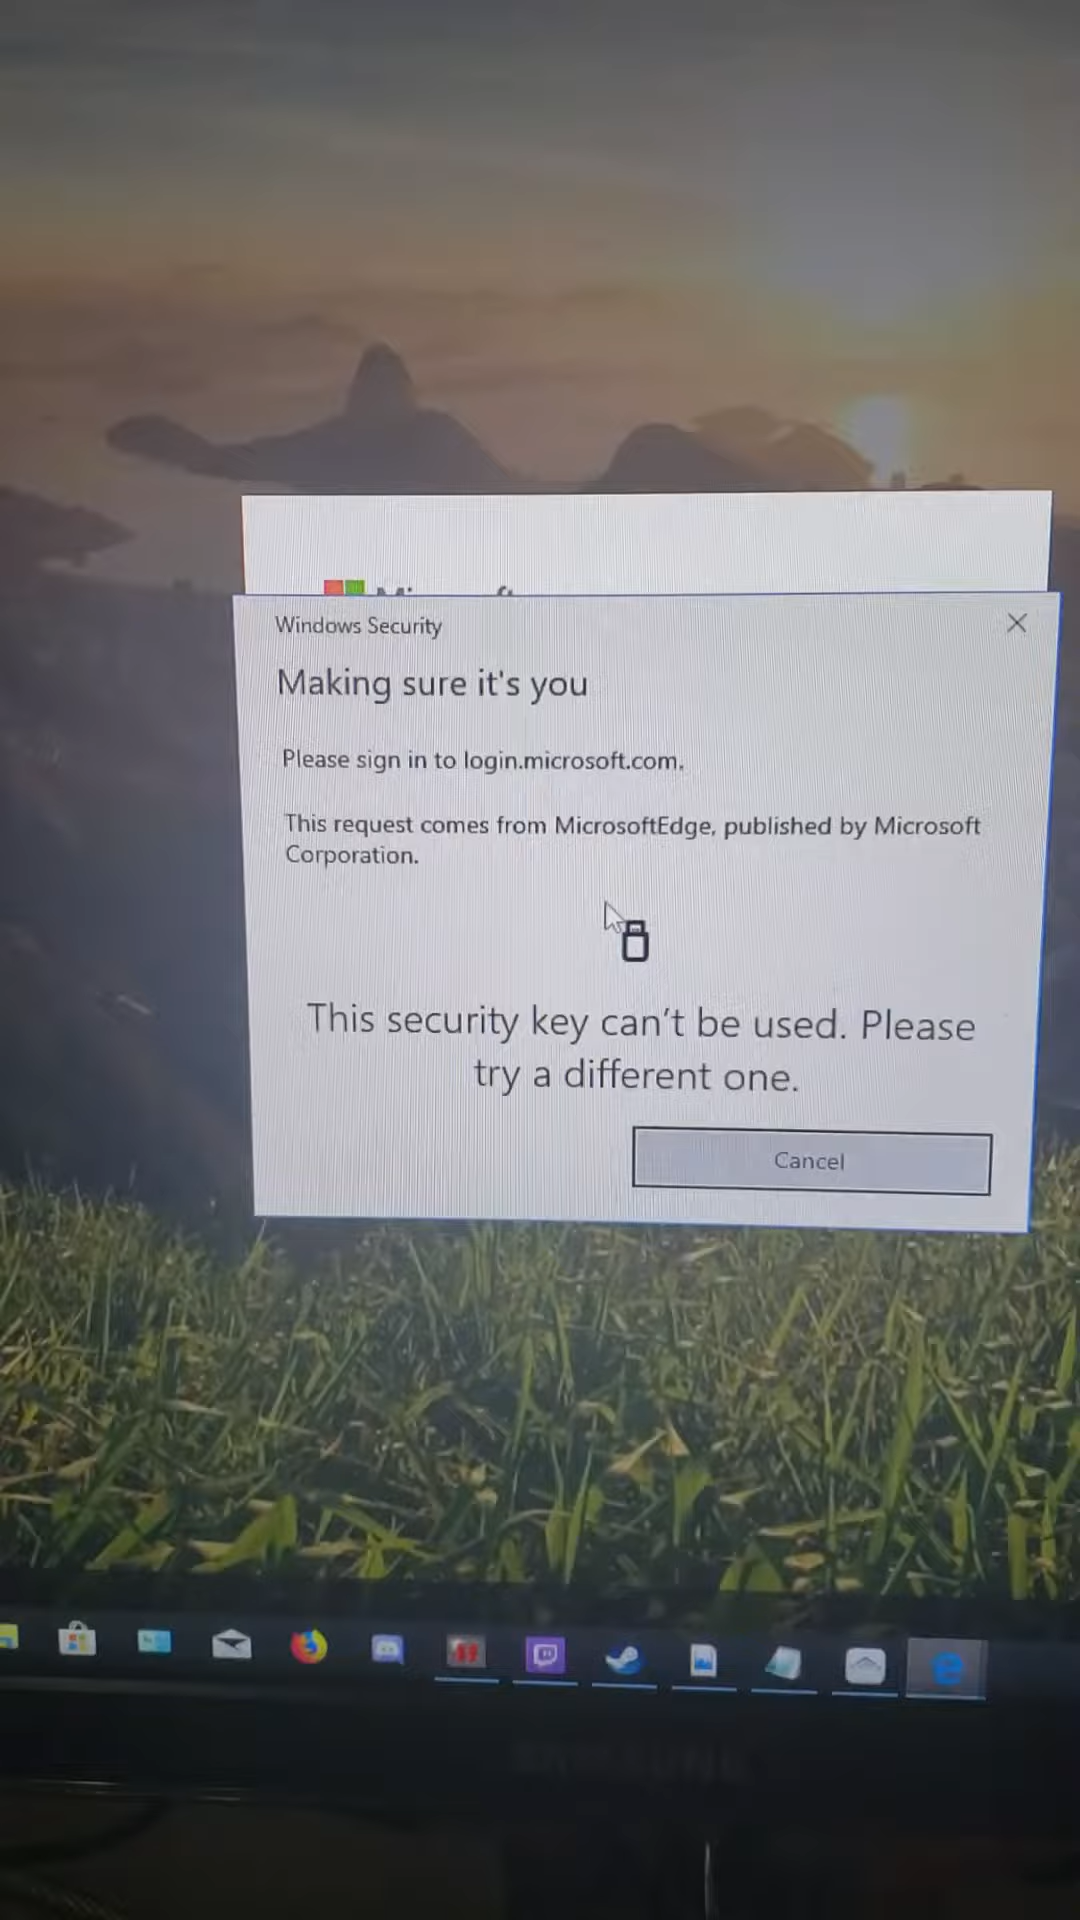 Windows Security
Making sure it's you
Please sign in to login.microsoft.com.
This request comes from MicrosoftEdge, published by Microsoft
Corporation.
This security key can't be used. Please
try a different one.
Cancel